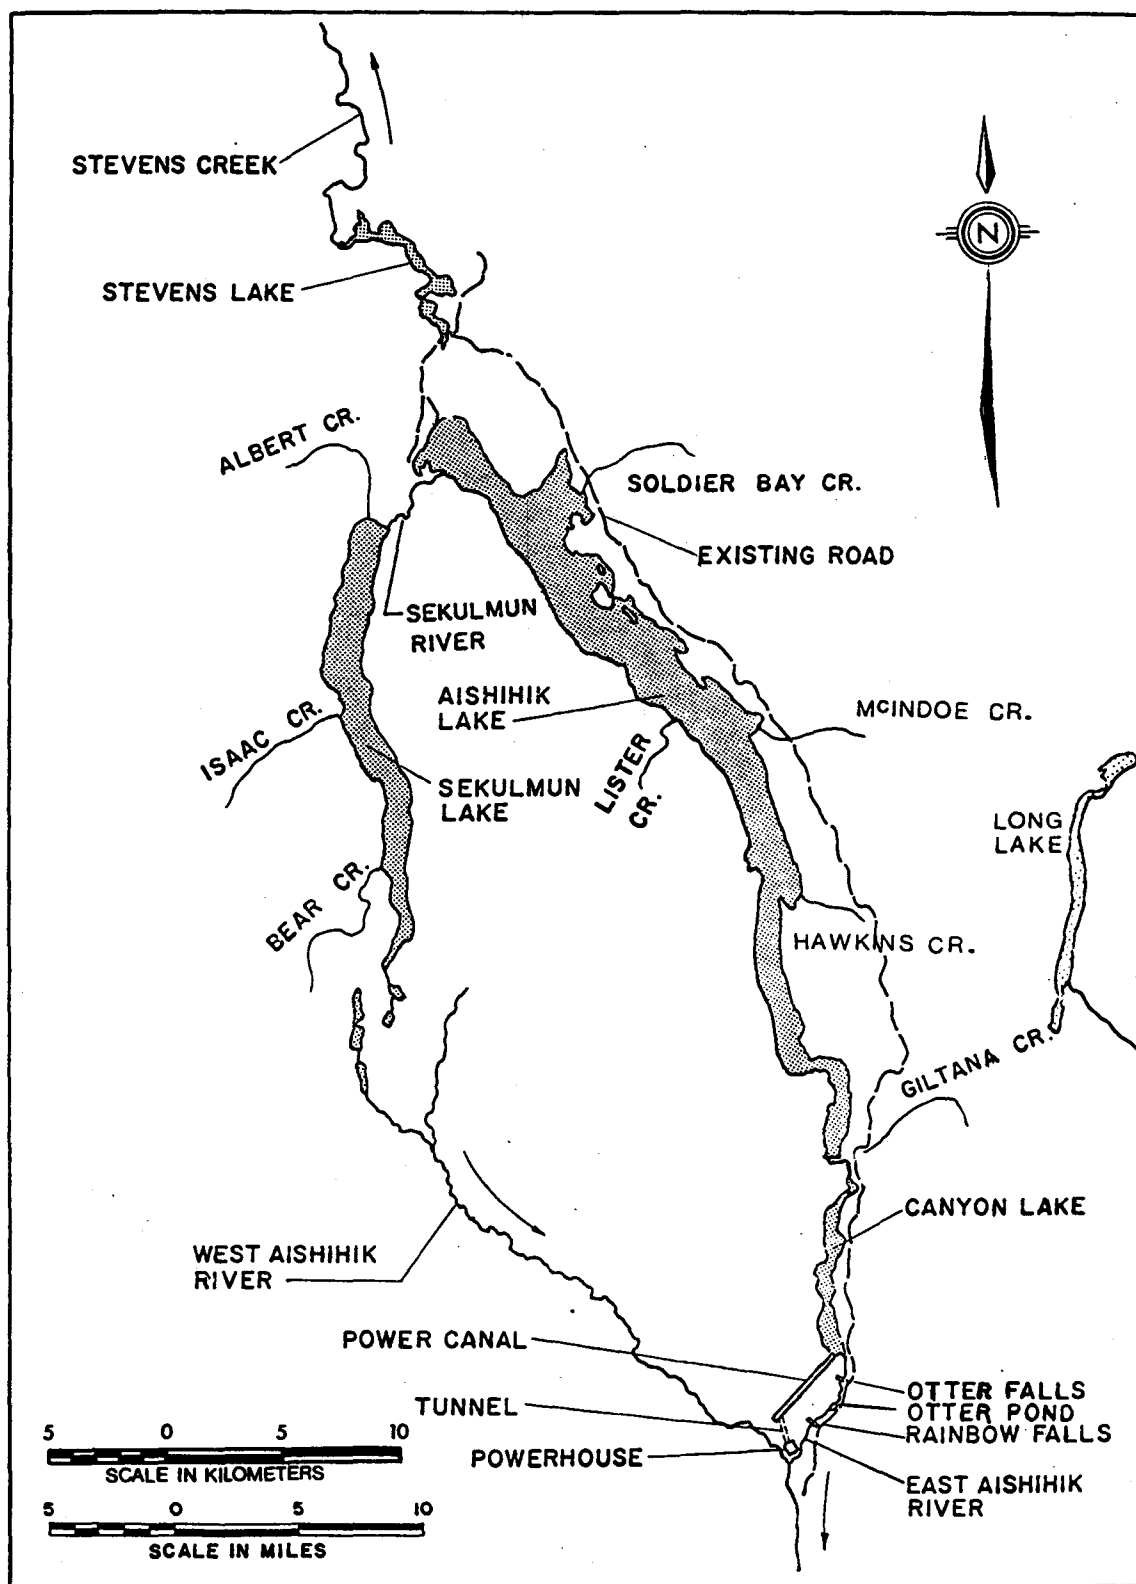 STEVENS CREEK
N
STEVENS LAKE
ALBERT CR.
SOLDIER BAY CR.
EXISTING ROAD
SEKULMUN
RIVER
AISHIHIK
LAKE
McINDOE CR.
ISAAC CR.
LISTER
CR.
SEKULMUN
LAKE
LONG
LAKE
BEAR CR.
HAWKINS CR.
GILTANA CR.
CANYON LAKE
WEST AISHIHIK
RIVER
POWER CANAL
OTTER FALLS
TUNNEL
OTTER POND
RAINBOW FALLS
POWERHOUSE
EAST AISHIHIK
RIVER
5 0 5 10
SCALE IN KILOMETERS
5 0 5 10
SCALE IN MILES